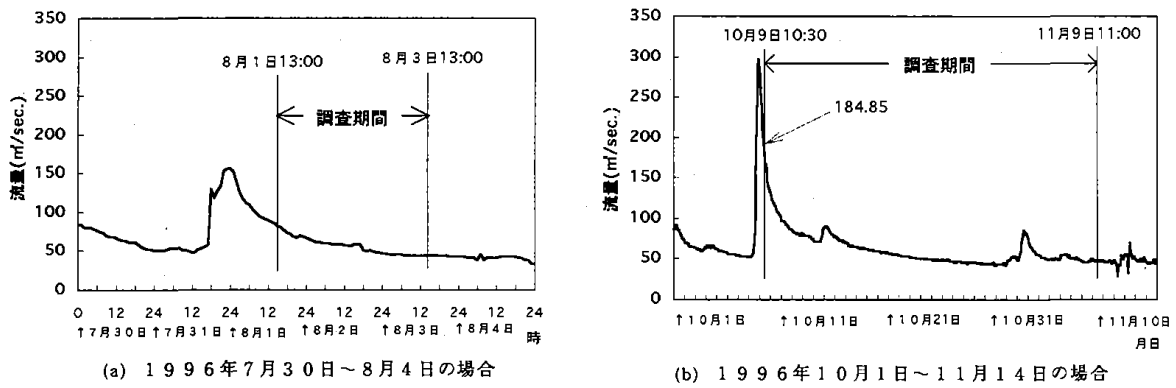 350
300
250
200
150
100
50
0
流量(㎥/sec.)
8月1日13:00
8月3日13:00
調査期間
0 12 24 12 24 12 24 12 24 12 24 12 24
時
↑7月30日 ↑7月31日 ↑8月1日 ↑8月2日 ↑8月3日 ↑8月4日
(a) 1996年7月30日~8月4日の場合
350
300
250
200
150
100
50
0
流量(㎥/sec.)
10月9日10:30
11月9日11:00
調査期間
184.85
↑10月1日 ↑10月11日 ↑10月21日 ↑10月31日 ↑11月10日
月日
(b) 1996年10月1日~11月14日の場合